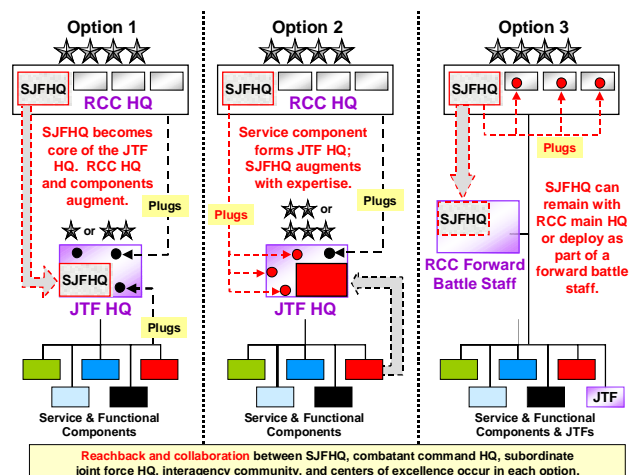 Option 1
SJFHQ
RCC HQ
SJFHQ becomes
core of the JTF
HQ. RCC HQ
and components
augment.
Plugs
or
SJFHQ
JTF HQ
Plugs
Service & Functional
Components
Option 2
SJFHQ
RCC HQ
Service component
forms JTF HQ;
SJFHQ augments
with expertise.
Plugs
Plugs
or
JTF HQ
Service & Functional
Components
Option 3
SJFHQ
RCC HQ
Plugs
SJFHQ can
remain with
RCC main HQ
or deploy as
part of a
forward battle
staff.
SJFHQ
RCC Forward
Battle Staff
JTF
Service & Functional
Components & JTFs
Reachback and collaboration between SJFHQ, combatant command HQ, subordinate
joint force HQ, interagency community, and centers of excellence occur in each option.